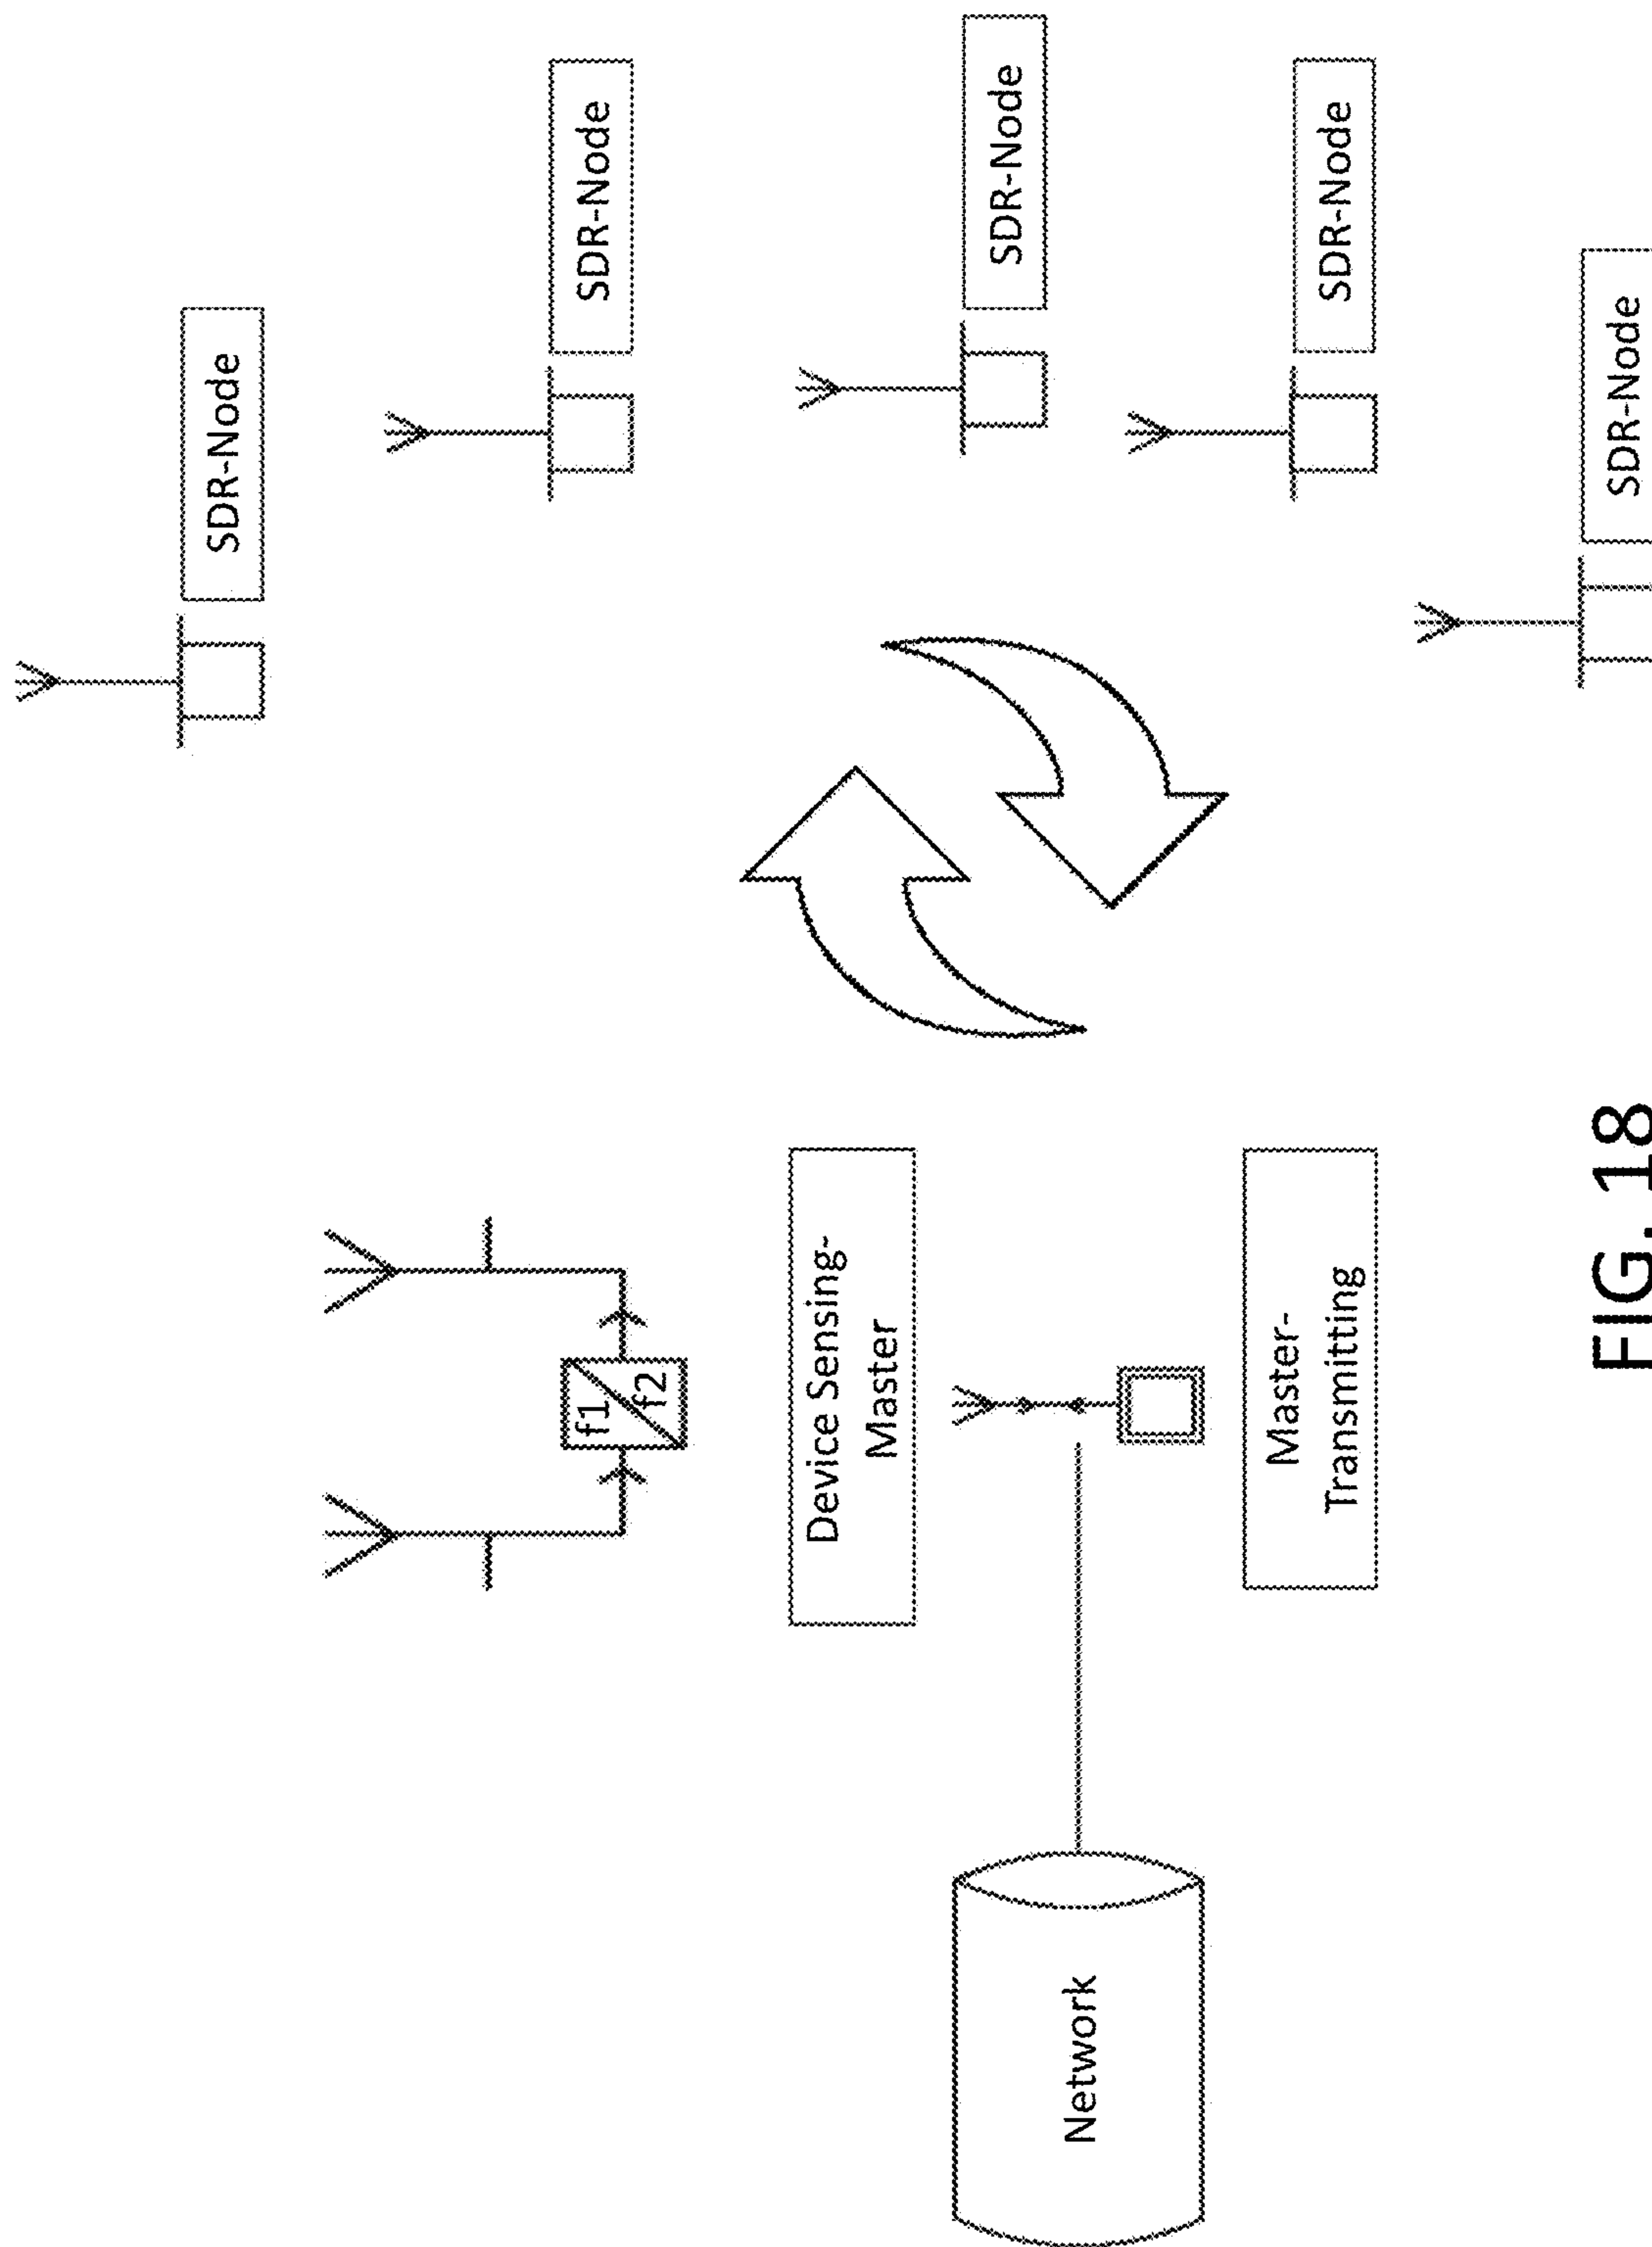 SDR-Node
SDR-Node
f1
f2
Device Sensing-
Master
SDR-Node
Network
Master-
Transmitting
SDR-Node
SDR-Node
FIG. 18